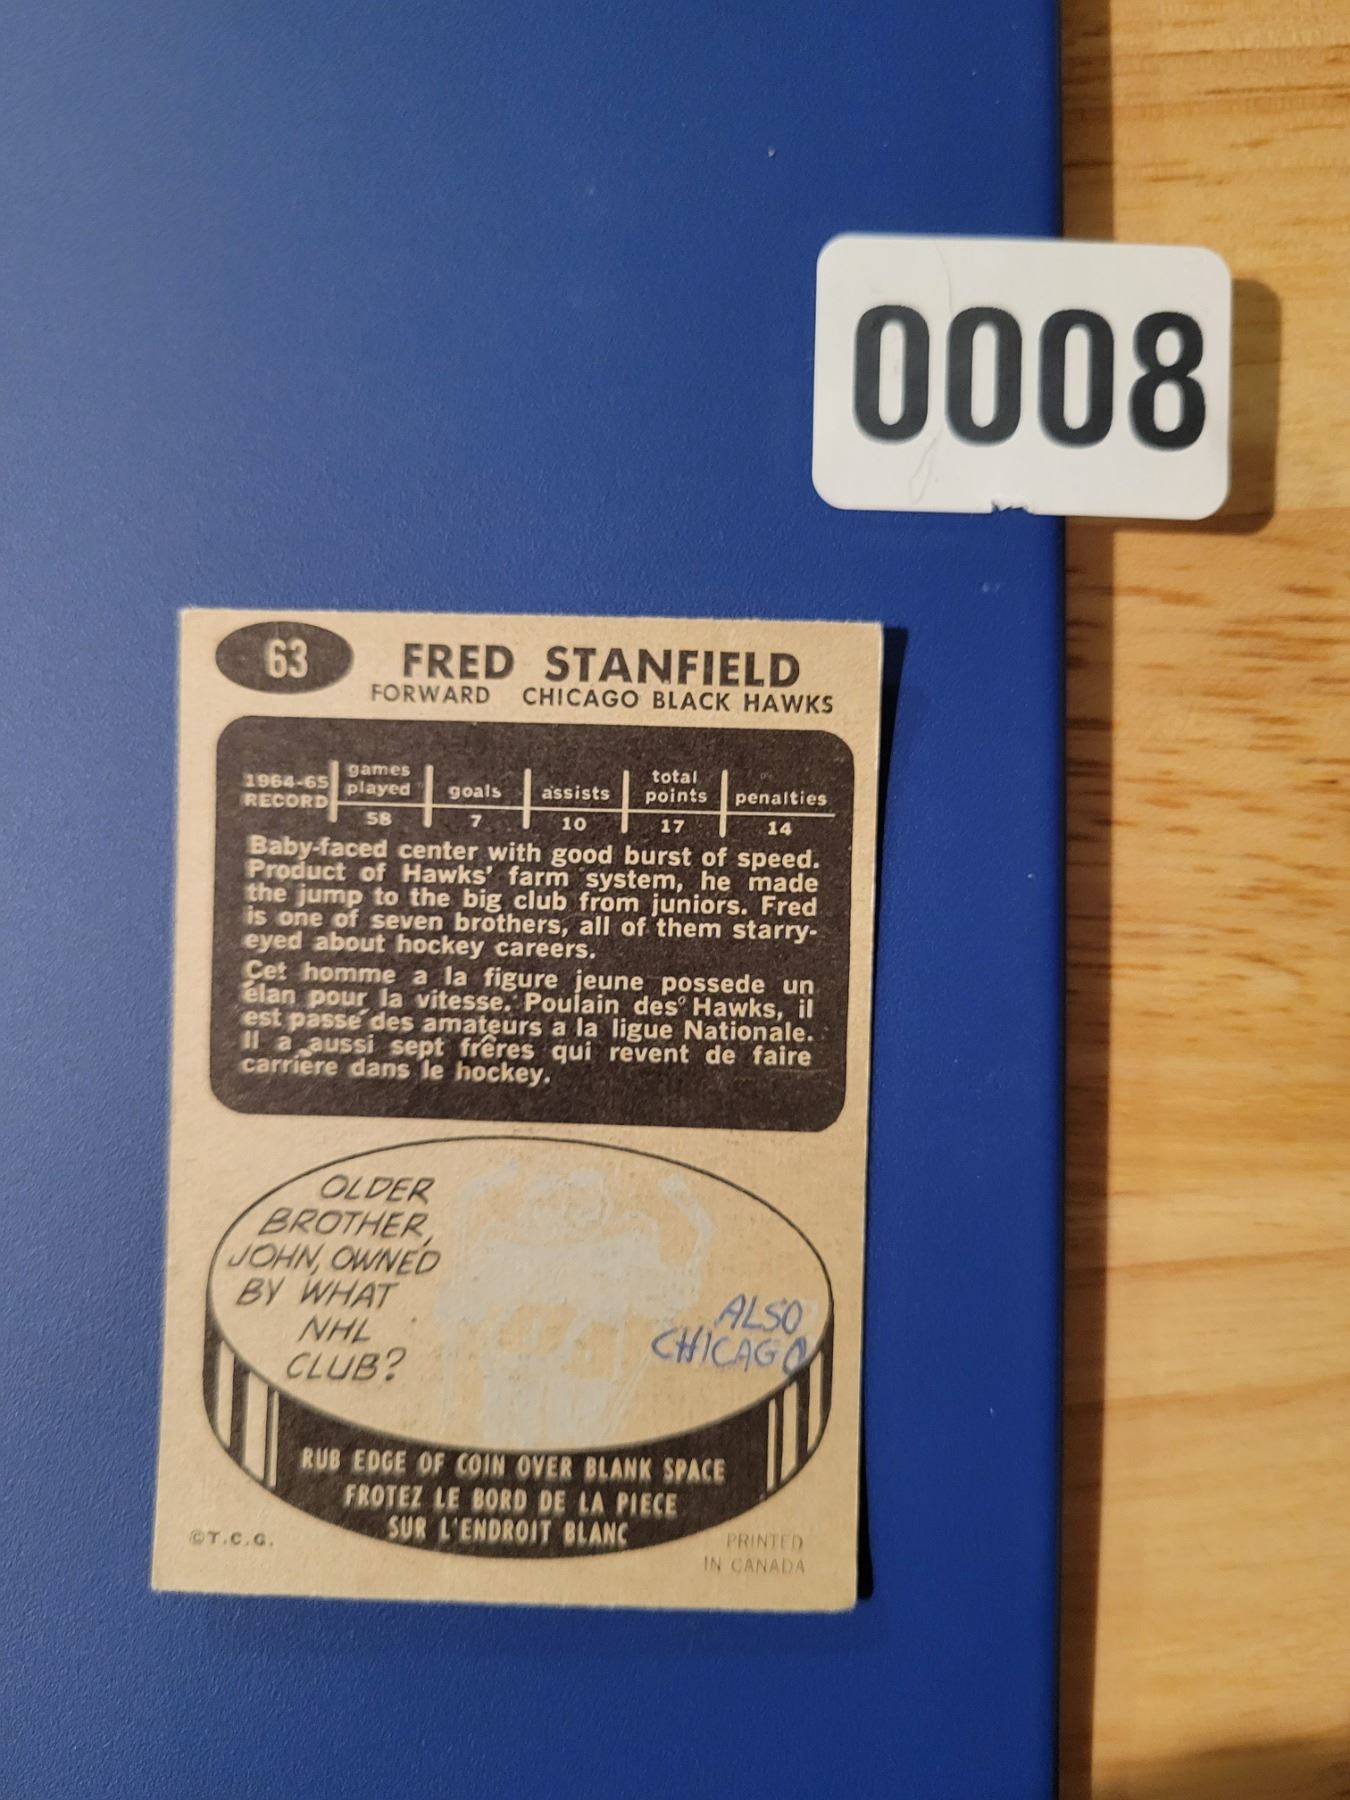 0008
63
FRED STANFIELD
FORWARD CHICAGO BLACK HAWKS
1964-65 RECORD games played goals assists total points penalties
58 7 10 17 14
Baby-faced center with good burst of speed.
Product of Hawks' farm system, he made
the jump to the big club from juniors. Fred
is one of seven brothers, all of them starry-
eyed about hockey careers.
Cet homme a la figure jeune possede un
élan pour la vitesse. Poulain des Hawks, il
est passé des amateurs a la ligue Nationale.
Il a aussi sept frêres qui revent de faire
carrière dans le hockey.
OLDER
BROTHER,
JOHN, OWNED
BY WHAT
NHL
CLUB?
ALSO
CHICAGO
RUB EDGE OF COIN OVER BLANK SPACE
FROTEZ LE BORD DE LA PIECE
SUR L'ENDROIT BLANC
©T.C.G.
PRINTED
IN CANADA